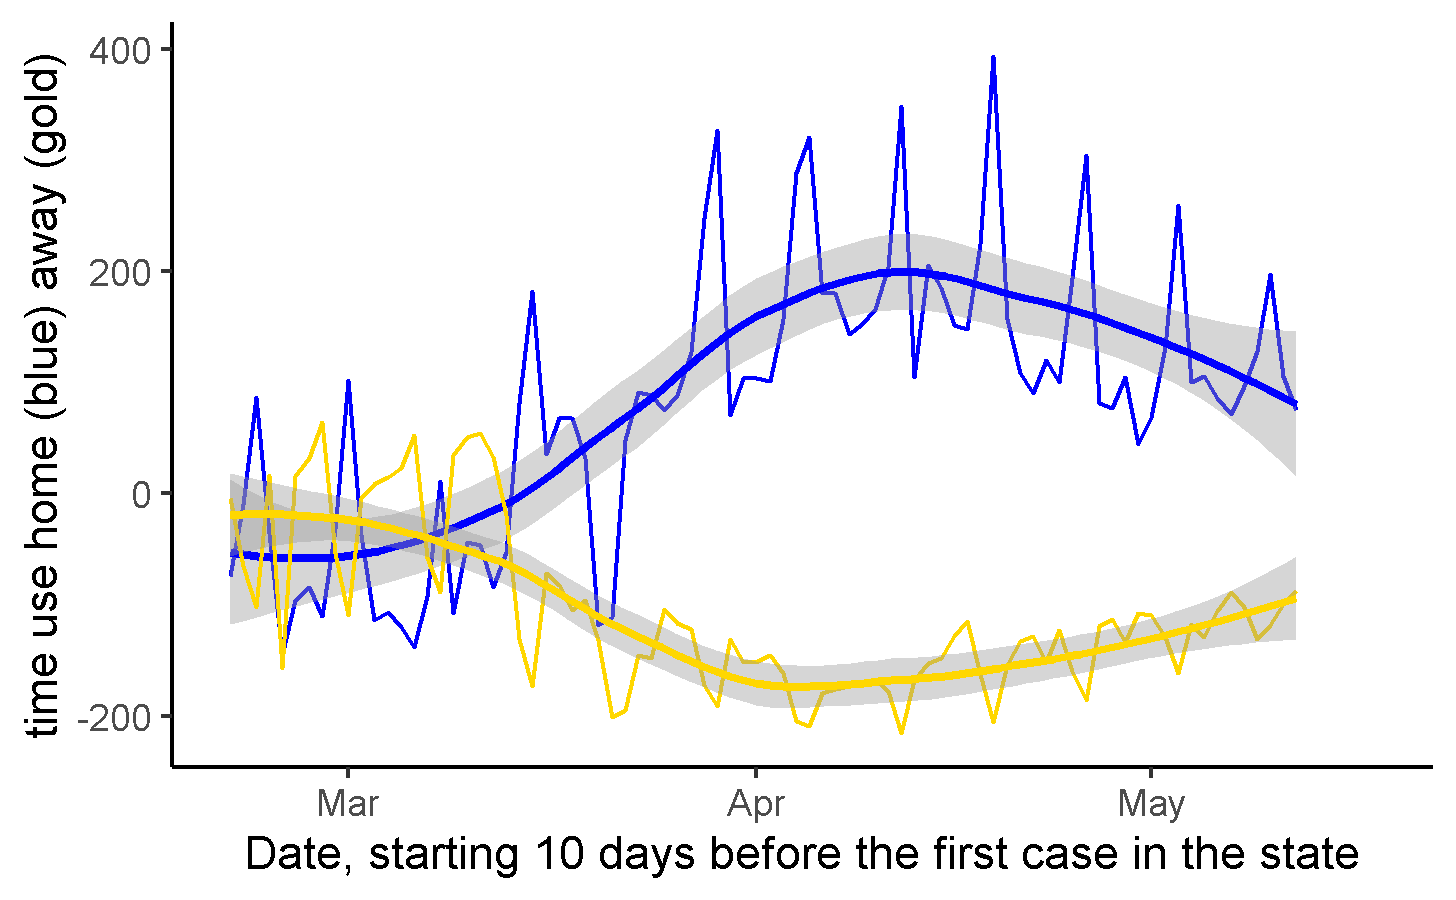 time use home (blue) away (gold)
400
200
0
-200
Mar
Apr
May
Date, starting 10 days before the first case in the state